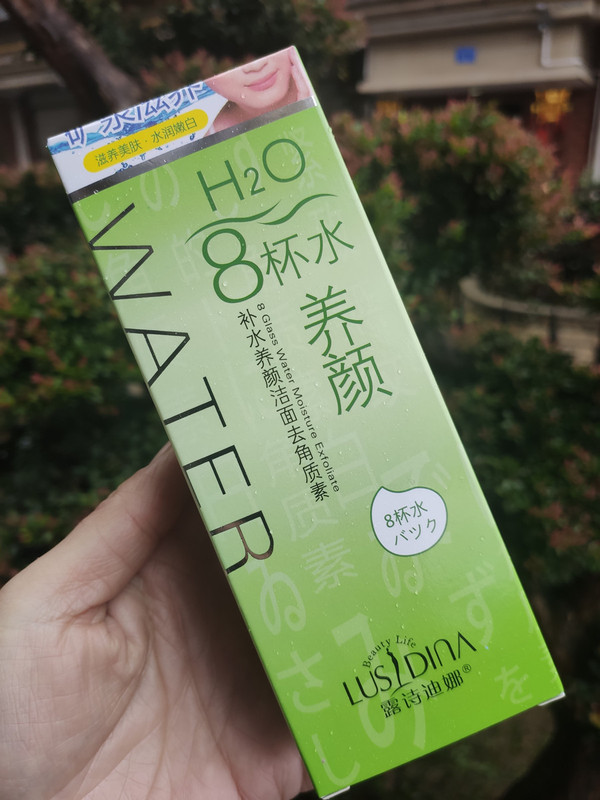 滋养美肤·水润嫩白
H2O
8杯水
养颜
8 Glass Water Moisture Exfoliate
补水养颜洁面去角质素
WATER
8杯水
パック
Beauty Life
LUSIDINA
露诗迪娜®